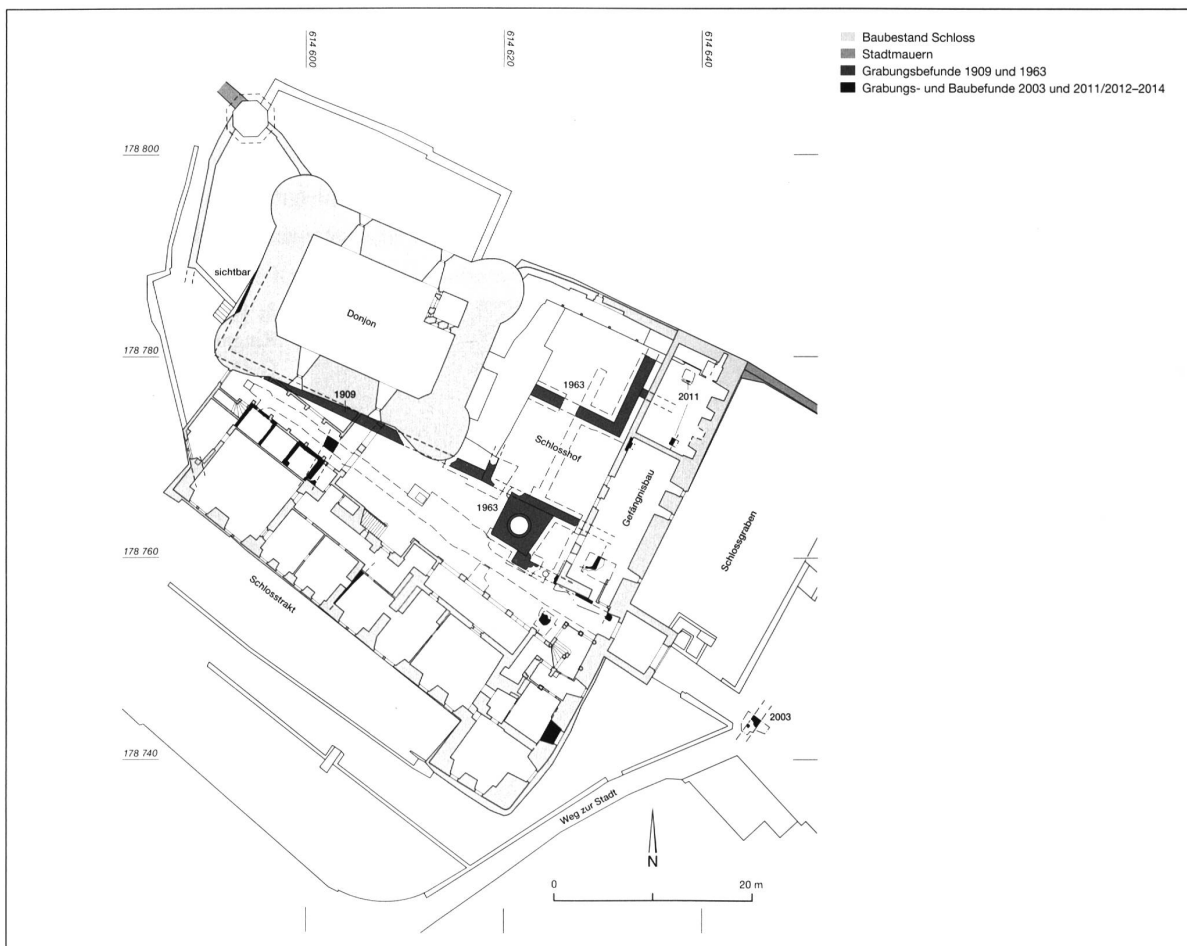 614 600
614 620
614 640
Baubestand Schloss
Stadtmauern
Grabungsbefunde 1909 und 1963
Grabungs- und Baubefunde 2003 und 2011/2012–2014
178 800
sichtbar
Donjon
178 780
1909
1963
2011
Schlosshof
1963
Gefängnisbau
178 760
Schlossgraben
Schlosstrakt
2003
178 740
Weg zur Stadt
N
0
20 m